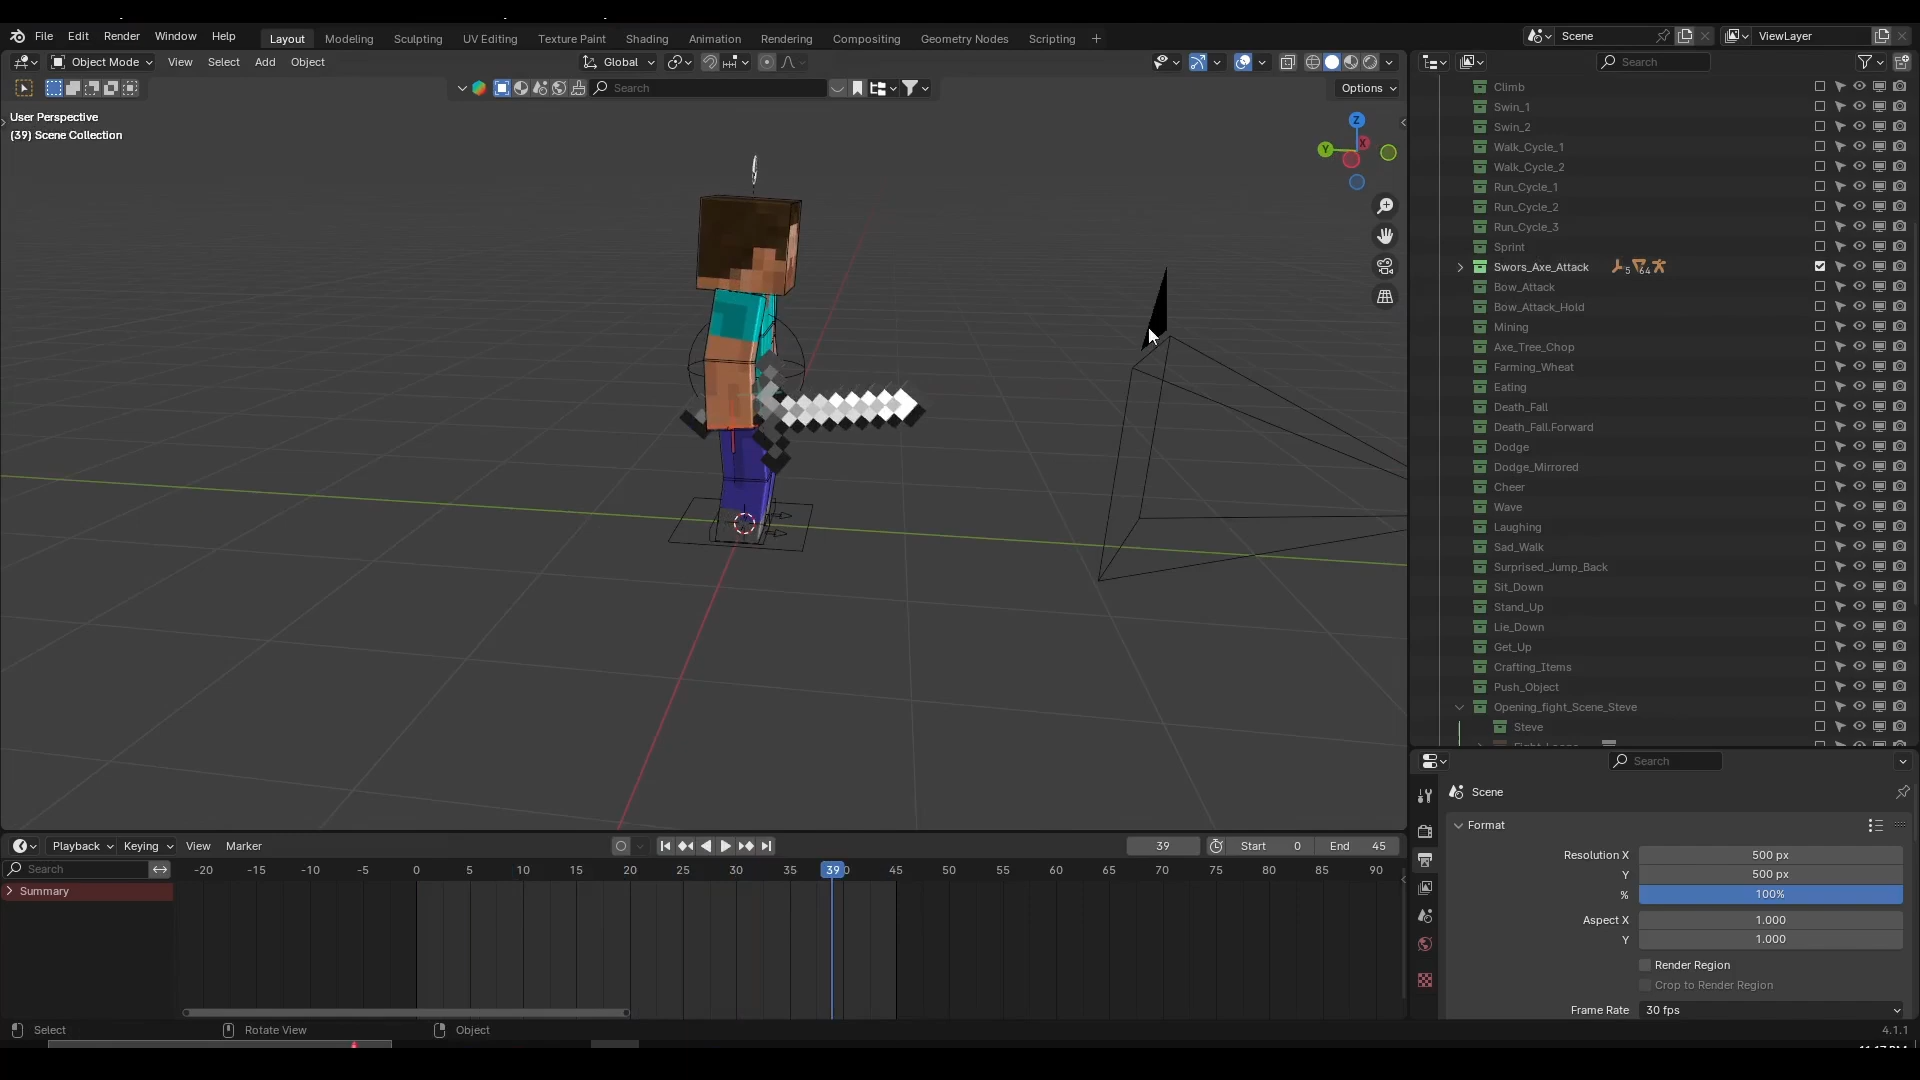 File Edit Render Window Help Layout Modeling Sculpting UV Editing Texture Paint Shading Animation Rendering Compositing Geometry Nodes Scripting Scene ViewLayer
Object Mode View Select Add Object Global Search
Search Options
User Perspective
(39) Scene Collection
Z
X
Y
Climb
Swin_1
Swin_2
Walk_Cycle_1
Walk_Cycle_2
Run_Cycle_1
Run_Cycle_2
Run_Cycle_3
Sprint
Swors_Axe_Attack 5 64
Bow_Attack
Bow_Attack_Hold
Mining
Axe_Tree_Chop
Farming_Wheat
Eating
Death_Fall
Death_Fall.Forward
Dodge
Dodge_Mirrored
Cheer
Wave
Laughing
Sad_Walk
Surprised_Jump_Back
Sit_Down
Stand_Up
Lie_Down
Get_Up
Crafting_Items
Push_Object
Opening_fight_Scene_Steve
Steve
Search
Scene
Format
Resolution X 500 px
Y 500 px
% 100%
Aspect X 1.000
Y 1.000
Render Region
Crop to Render Region
Frame Rate 30 fps
Playback Keying View Marker 39 Start 0 End 45
Search -20 -15 -10 -5 0 5 10 15 20 25 30 35 39 0 45 50 55 60 65 70 75 80 85 90
Summary
Select Rotate View Object 4.1.1